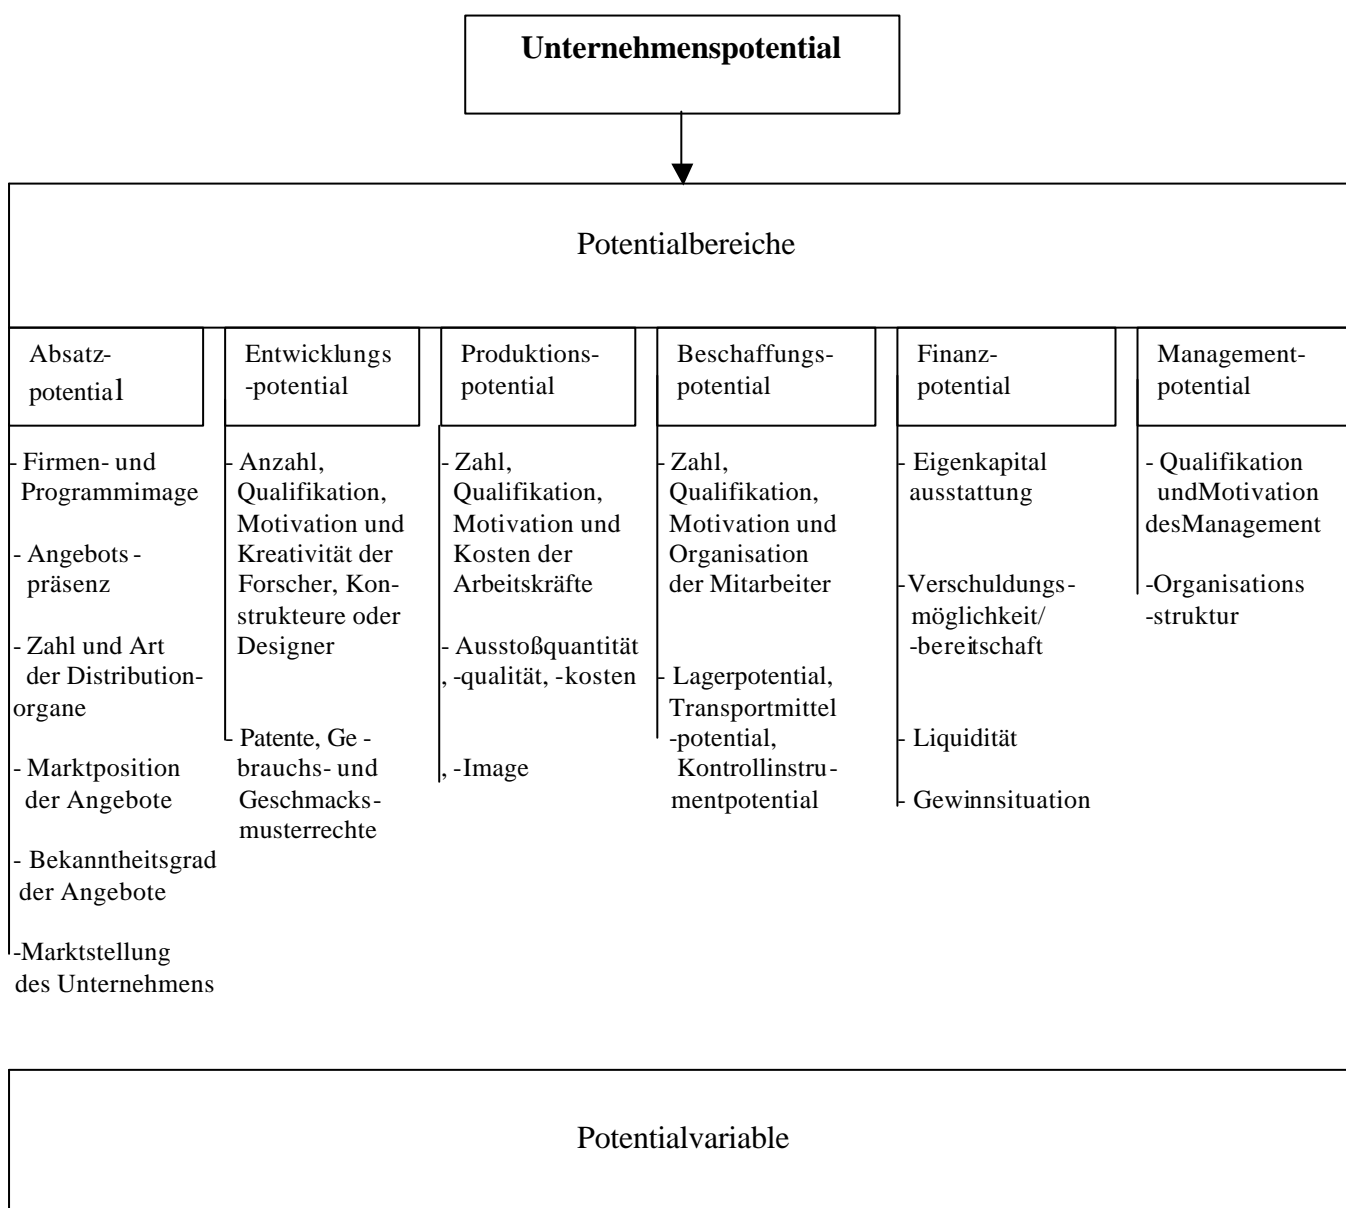 Unternehmenspotential
Potentialbereiche
Absatz-
potential
- Firmen- und
Programmimage
- Angebots -
präsenz
- Zahl und Art
der Distribution-
organe
- Marktposition
der Angebote
- Bekanntheitsgrad
der Angebote
-Marktstellung
des Unternehmens
Entwicklungs
-potential
- Anzahl,
Qualifikation,
Motivation und
Kreativität der
Forscher, Kon-
strukteure oder
Designer
- Patente, Ge -
brauchs- und
Geschmacks-
musterrechte
Produktions-
potential
- Zahl,
Qualifikation,
Motivation und
Kosten der
Arbeitskräfte
- Ausstoßquantität
, -qualität, -kosten
, -Image
Beschaffungs-
potential
- Zahl,
Qualifikation,
Motivation und
Organisation
der Mitarbeiter
- Lagerpotential,
Transportmittel
-potential,
Kontrollinstru-
mentpotential
Finanz-
potential
- Eigenkapital
ausstattung
- Verschuldungs-
möglichkeit/
-bereitschaft
- Liquidität
- Gewinnsituation
Management-
potential
- Qualifikation
undMotivation
desManagement
-Organisations
-struktur
Potentialvariable